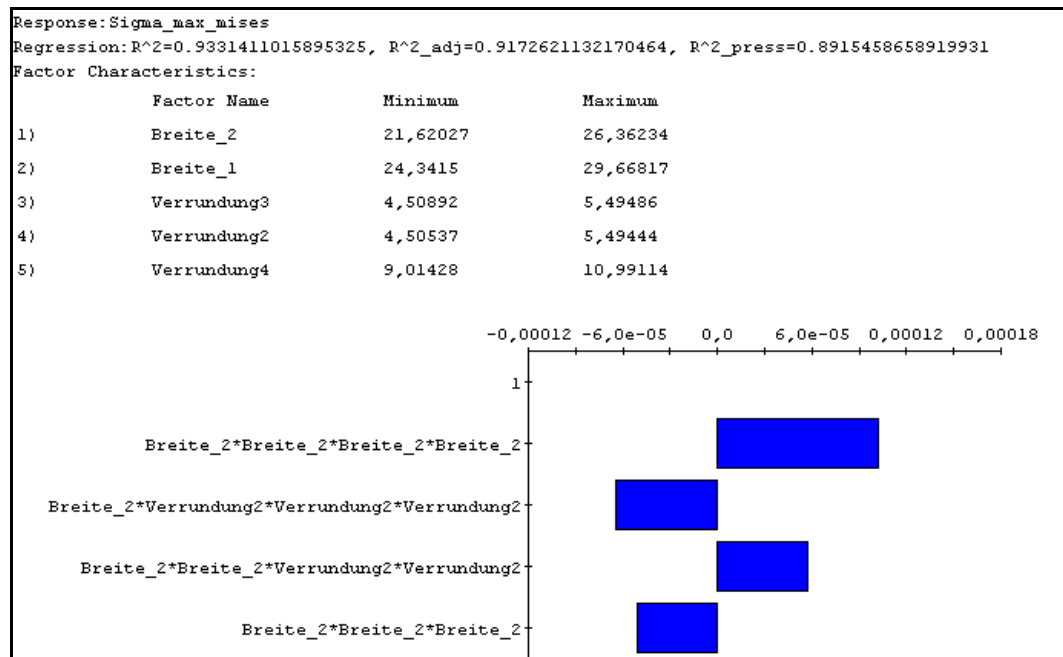 Response:Sigma_max_mises
Regression:R^2=0.9331411015895325, R^2_adj=0.9172621132170464, R^2_press=0.8915458658919931
Factor Characteristics:
Factor Name Minimum Maximum
1) Breite_2 21,62027 26,36234
2) Breite_1 24,3415 29,66817
3) Verrundung3 4,50892 5,49486
4) Verrundung2 4,50537 5,49444
5) Verrundung4 9,01428 10,99114
-0,00012 -6,0e-05 0,0 6,0e-05 0,00012 0,00018
1
Breite_2*Breite_2*Breite_2*Breite_2
Breite_2*Verrundung2*Verrundung2*Verrundung2
Breite_2*Breite_2*Verrundung2*Verrundung2
Breite_2*Breite_2*Breite_2